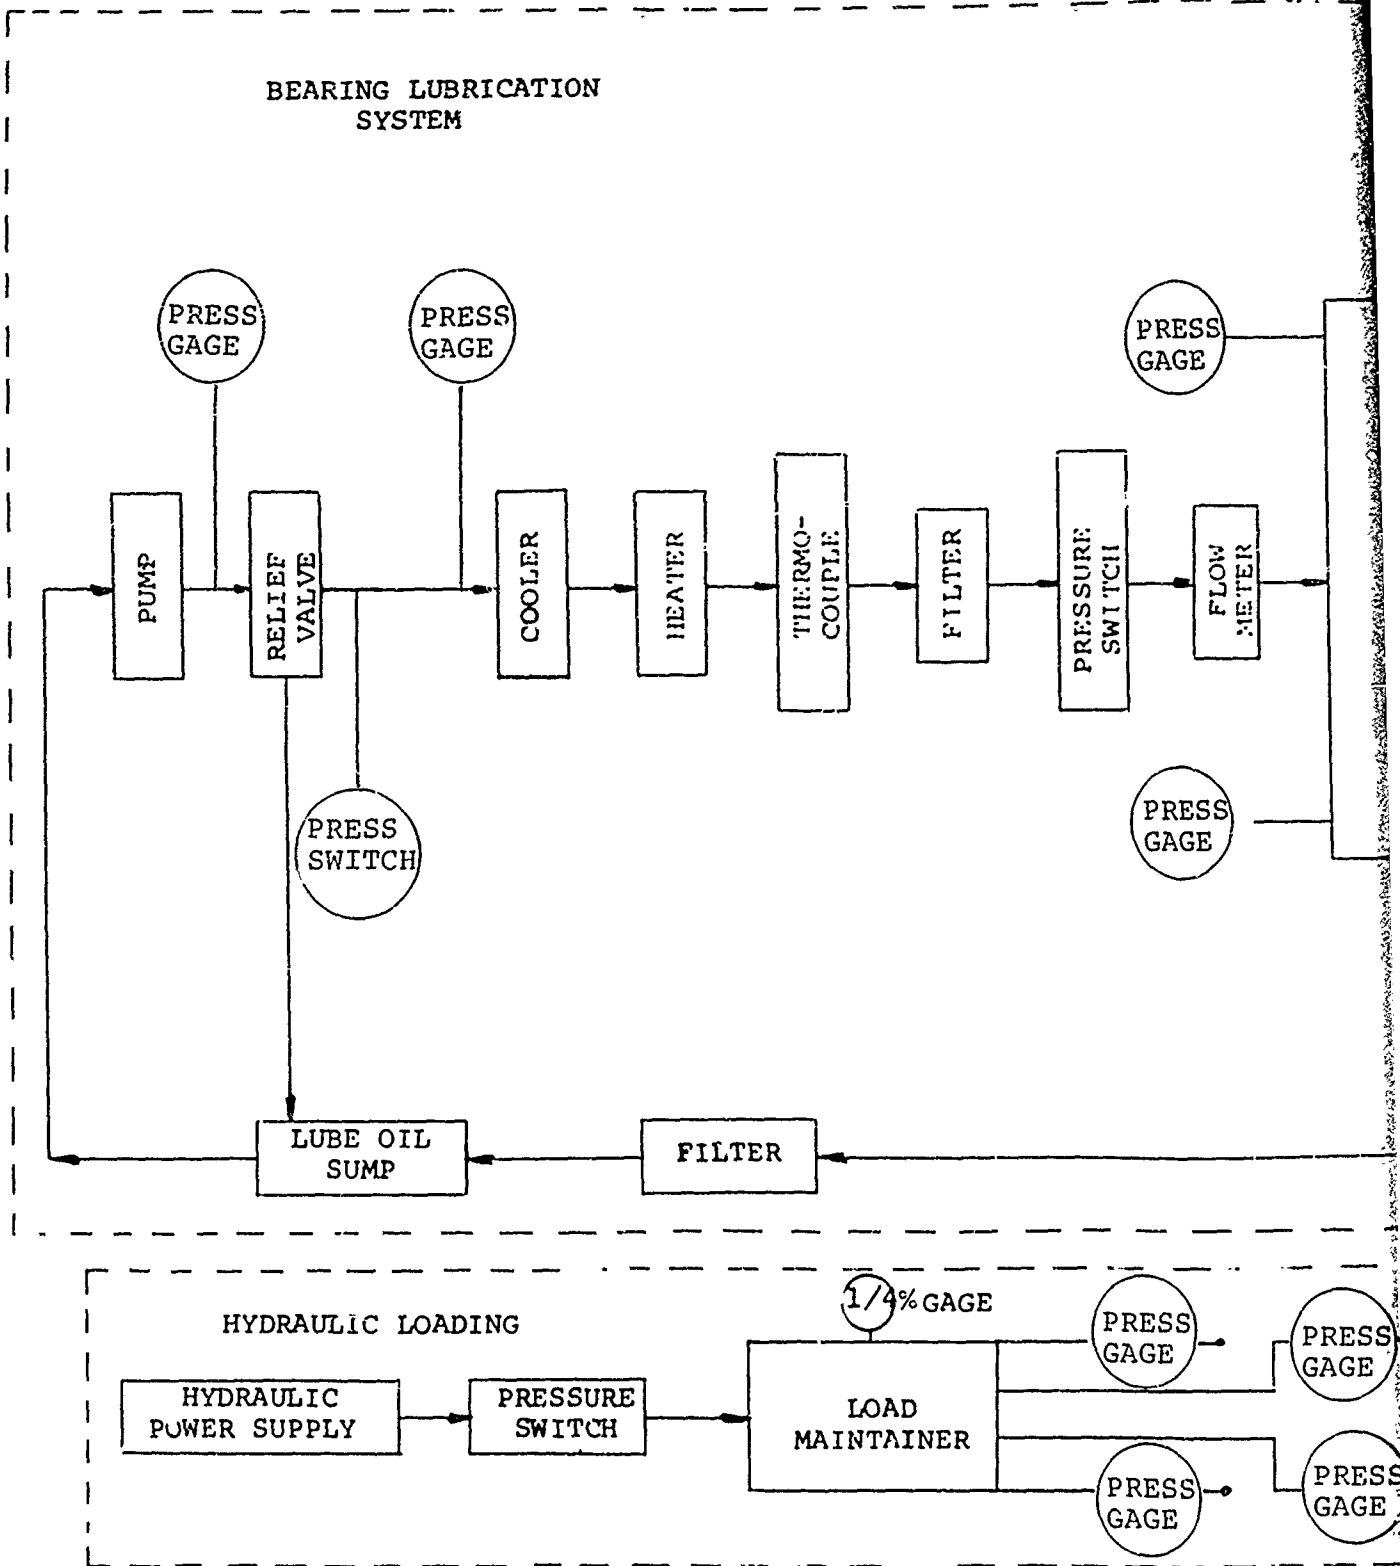 BEARING LUBRICATION
SYSTEM
PRESS
GAGE
PRESS
GAGE
PRESS
GAGE
PUMP
RELIEF
VALVE
COOLER
HEATER
THERMO-
COUPLE
FILTER
PRESSURE
SWITCH
FLOW
METER
PRESS
SWITCH
PRESS
GAGE
LUBE OIL
SUMP
FILTER
HYDRAULIC LOADING
1/4% GAGE
PRESS
GAGE
PRESS
GAGE
HYDRAULIC
POWER SUPPLY
PRESSURE
SWITCH
LOAD
MAINTAINER
PRESS
GAGE
PRESS
GAGE